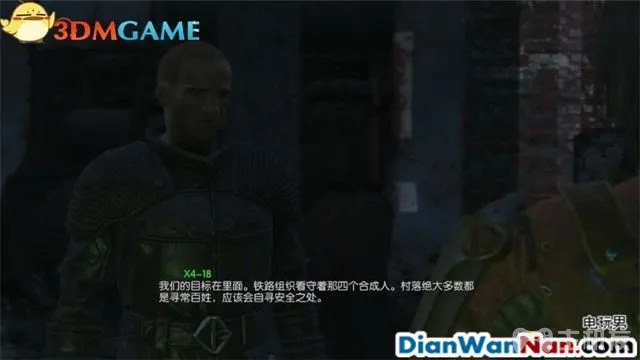 3DMGAME
X4-18
我们的目标在里面。铁路组织看守着那四个合成人。村落绝大多数都
是寻常百姓，应该会自寻安全之处。
电玩男
DianWanNan.com